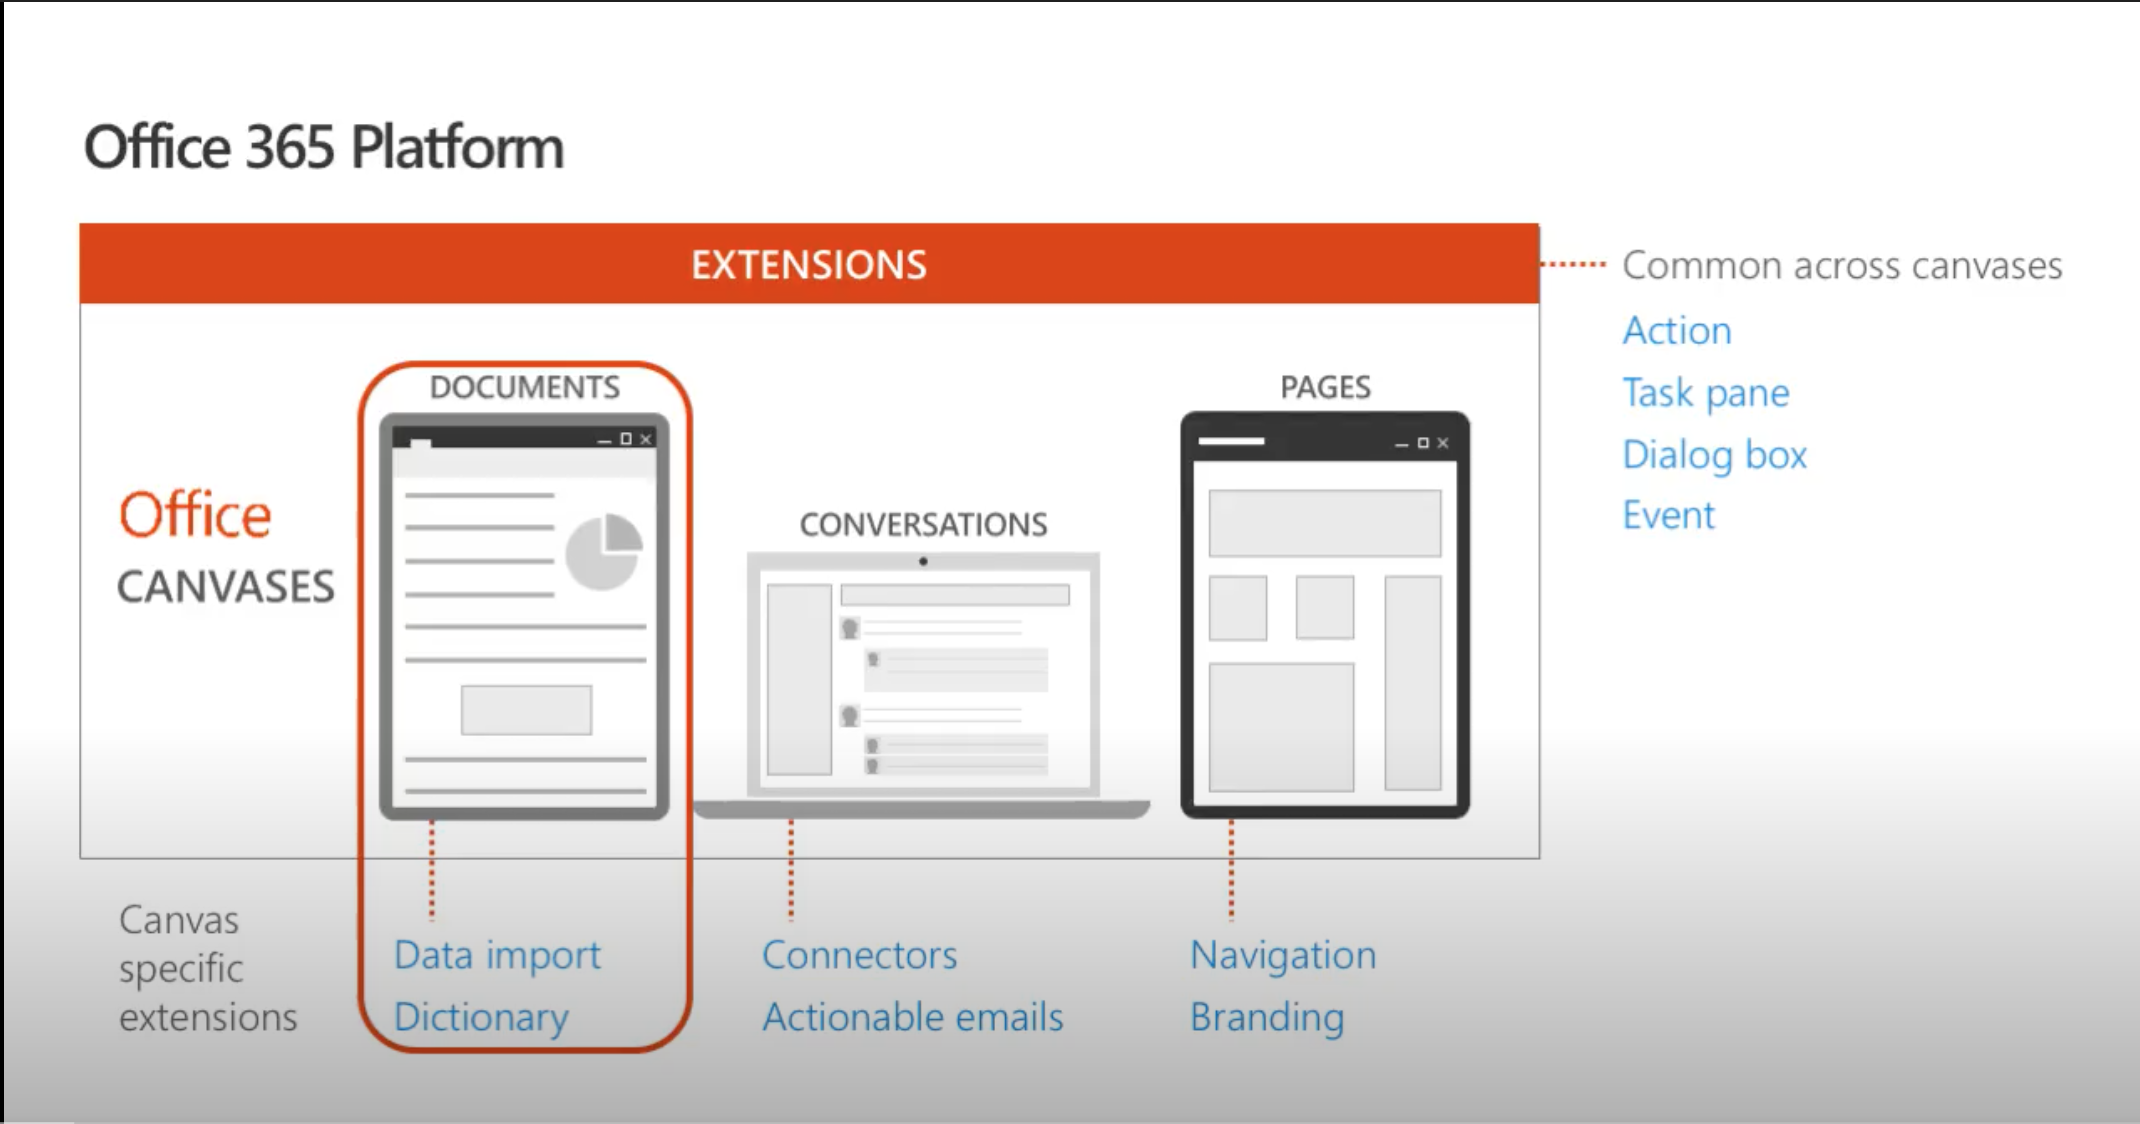 Office 365 Platform
EXTENSIONS
Common across canvases
Action
Task pane
Dialog box
Event
Office
CANVASES
DOCUMENTS
CONVERSATIONS
PAGES
Canvas
specific
extensions
Data import
Dictionary
Connectors
Actionable emails
Navigation
Branding